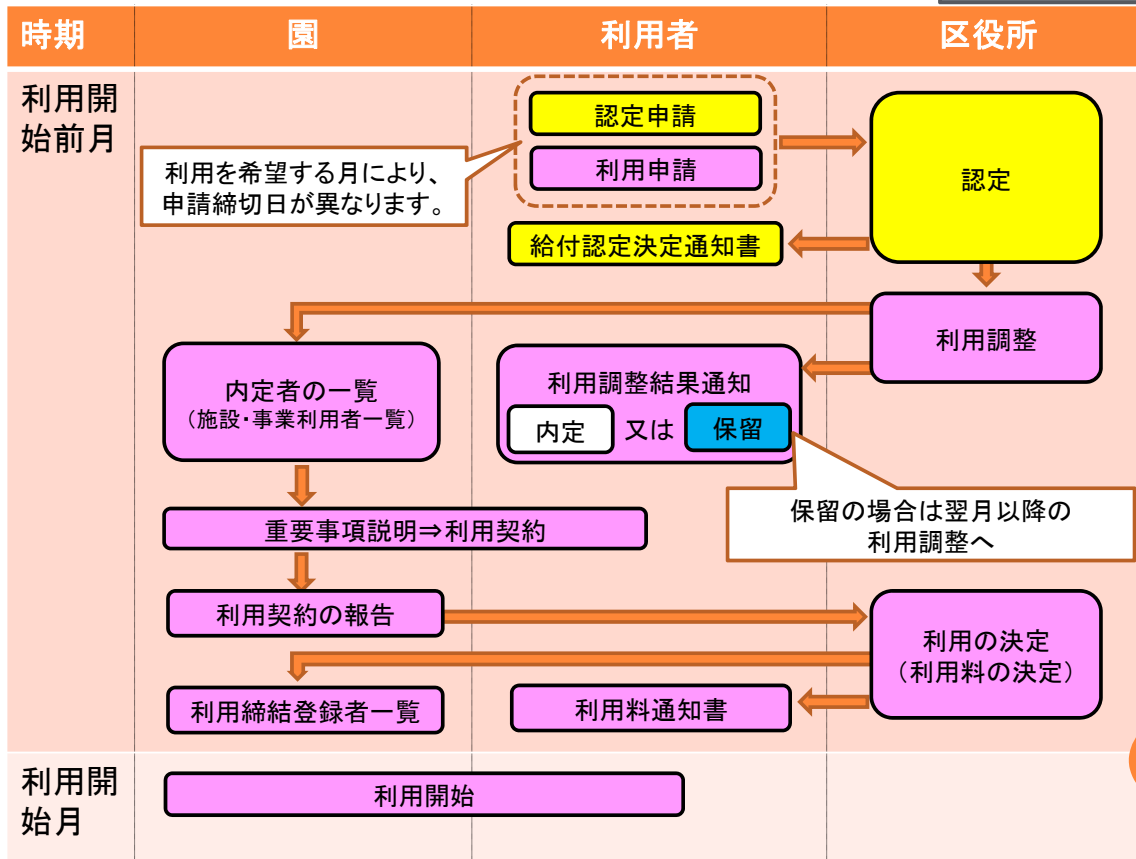 時期
園
利用者
区役所
利用開
始前月
認定申請
利用申請
利用を希望する月により、
申請締切日が異なります。
認定
給付認定決定通知書
利用調整
内定者の一覧
（施設・事業利用者一覧）
利用調整結果通知
内定 又は 保留
保留の場合は翌月以降の
利用調整へ
重要事項説明⇒利用契約
利用契約の報告
利用の決定
（利用料の決定）
利用締結登録者一覧
利用料通知書
利用開
始月
利用開始